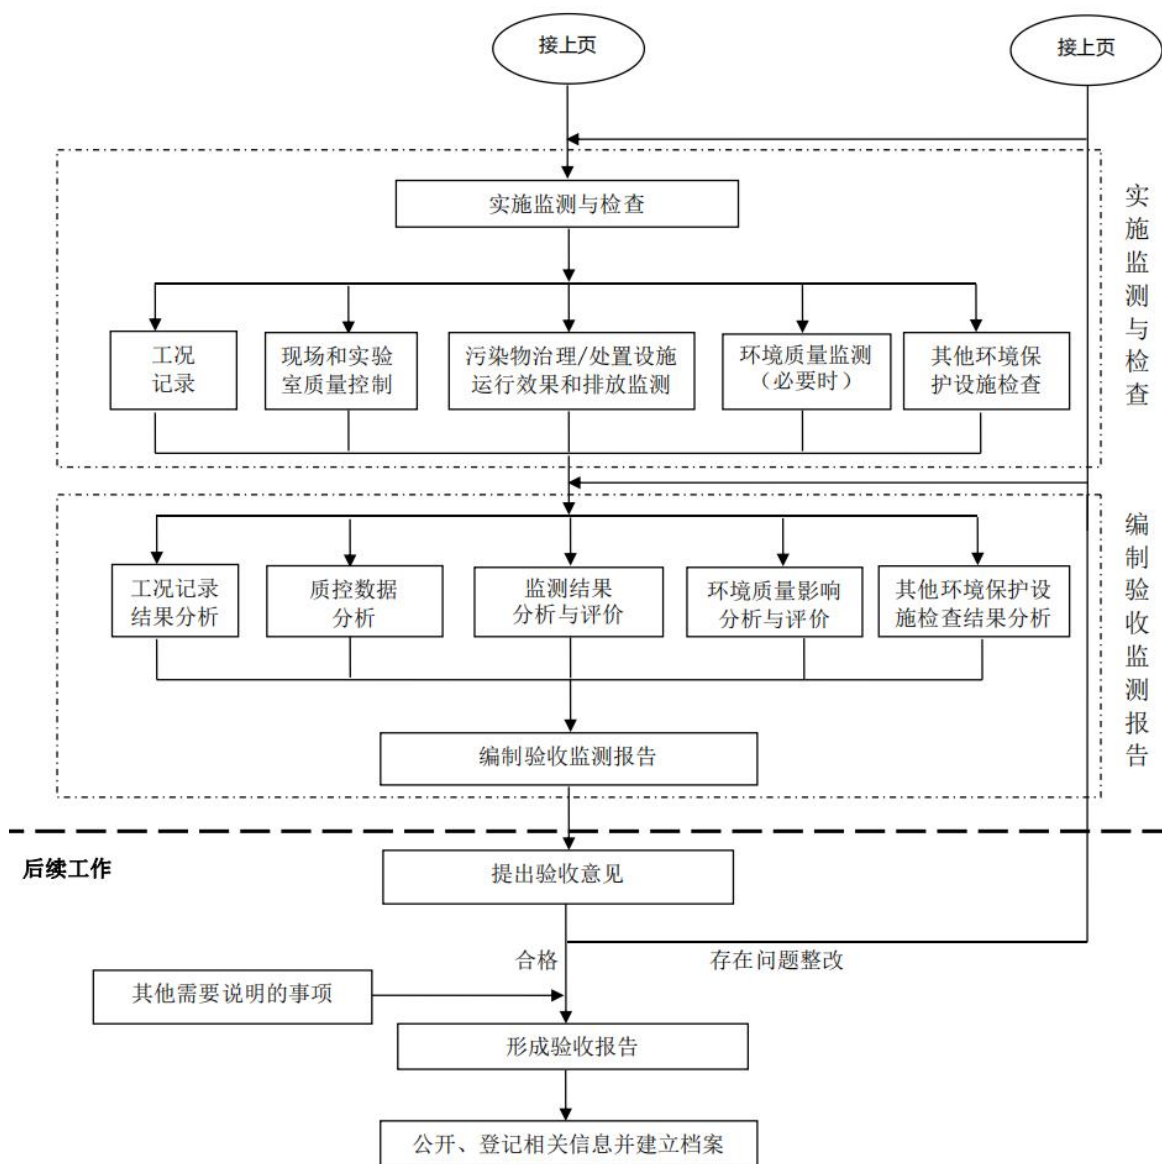 接上页
接上页
实施监测与检查
实施监测与检查
工况
记录
现场和实验
室质量控制
污染物治理/处置设施
运行效果和排放监测
环境质量监测
（必要时）
其他环境保
护设施检查
编制验收监测报告
工况记录
结果分析
质控数据
分析
监测结果
分析与评价
环境质量影响
分析与评价
其他环境保护设
施检查结果分析
编制验收监测报告
后续工作
提出验收意见
合格
存在问题整改
其他需要说明的事项
形成验收报告
公开、登记相关信息并建立档案